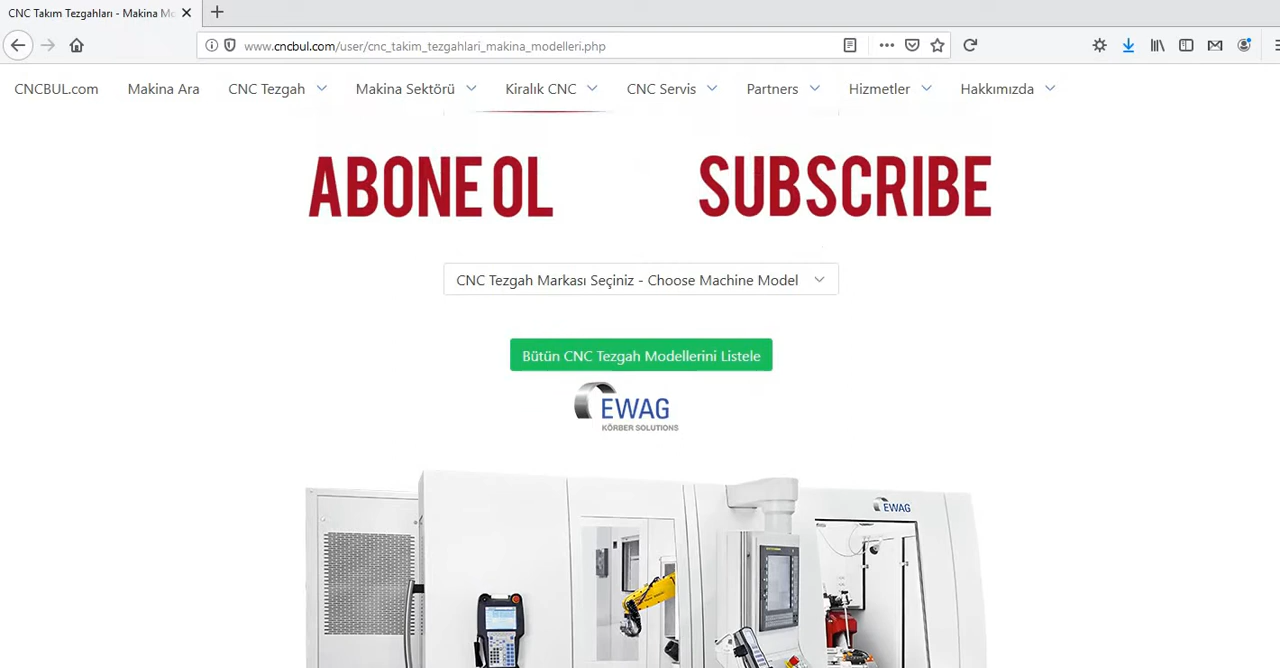 CNC Takım Tezgahları - Makina Mo
www.cncbul.com/user/cnc_takim_tezgahlari_makina_modelleri.php
CNCBUL.com Makina Ara CNC Tezgah Makina Sektörü Kiralık CNC CNC Servis Partners Hizmetler Hakkımızda
ABONE OL SUBSCRIBE
CNC Tezgah Markası Seçiniz - Choose Machine Model
Bütün CNC Tezgah Modellerini Listele
EWAG
KÖRBER SOLUTIONS
EWAG